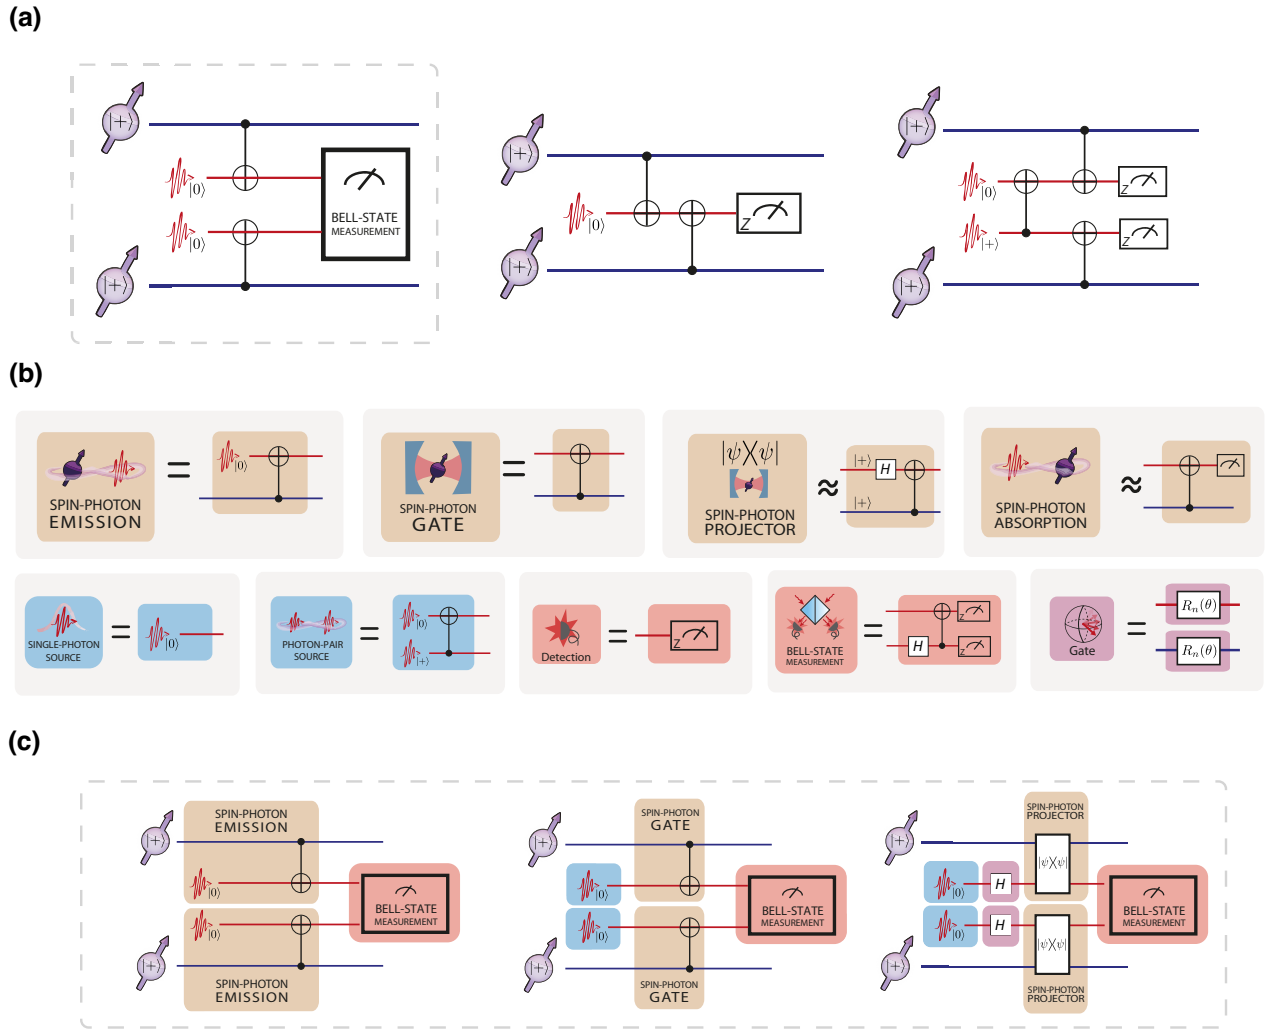 (a)
|+⟩
|0⟩
|0⟩
|+⟩
BELL-STATE
MEASUREMENT
|+⟩
|0⟩
Z
|+⟩
|+⟩
|0⟩
Z
|+⟩
Z
|+⟩
(b)
SPIN-PHOTON
EMISSION
=
|0⟩
SPIN-PHOTON
GATE
=
|ψ⟩⟨ψ|
SPIN-PHOTON
PROJECTOR
≈
|+⟩
H
|+⟩
SPIN-PHOTON
ABSORPTION
≈
SINGLE-PHOTON
SOURCE
=
|0⟩
PHOTON-PAIR
SOURCE
=
|0⟩
|+⟩
Detection
=
Z
BELL-STATE
MEASUREMENT
=
Z
H
Z
Gate
=
Rn(θ)
Rn(θ)
(c)
SPIN-PHOTON
EMISSION
|+⟩
|0⟩
|0⟩
|+⟩
BELL-STATE
MEASUREMENT
SPIN-PHOTON
EMISSION
SPIN-PHOTON
GATE
|+⟩
|0⟩
|0⟩
|+⟩
BELL-STATE
MEASUREMENT
SPIN-PHOTON
GATE
SPIN-PHOTON
PROJECTOR
|+⟩
|ψ⟩⟨ψ|
|0⟩
H
|0⟩
H
BELL-STATE
MEASUREMENT
|ψ⟩⟨ψ|
|+⟩
SPIN-PHOTON
PROJECTOR